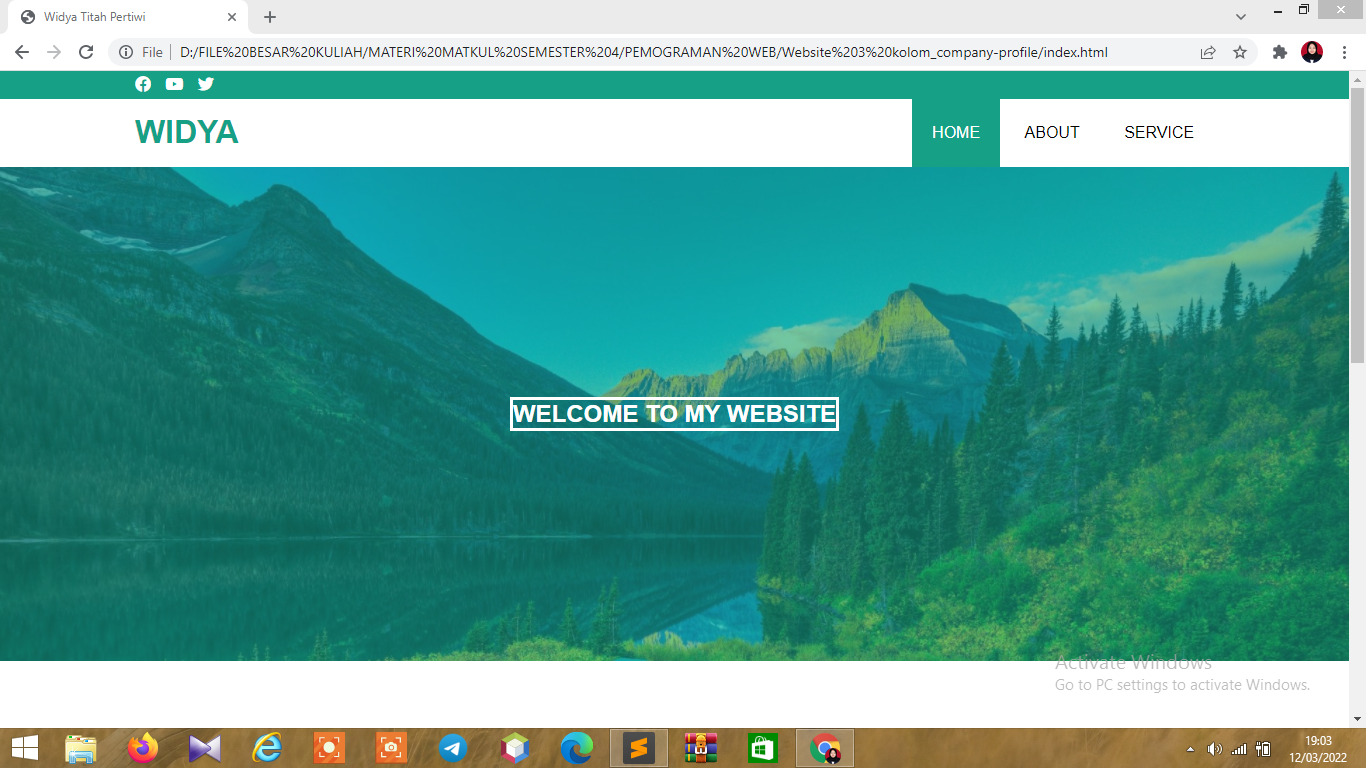 Widya Titah Pertiwi
File
D:/FILE%20BESAR%20KULIAH/MATERI%20MATKUL%20SEMESTER%204/PEMOGRAMAN%20WEB/Website%203%20kolom_company-profile/index.html
WIDYA
HOME
ABOUT
SERVICE
WELCOME TO MY WEBSITE
Activate Windows
Go to PC settings to activate Windows.
19:03
12/03/2022